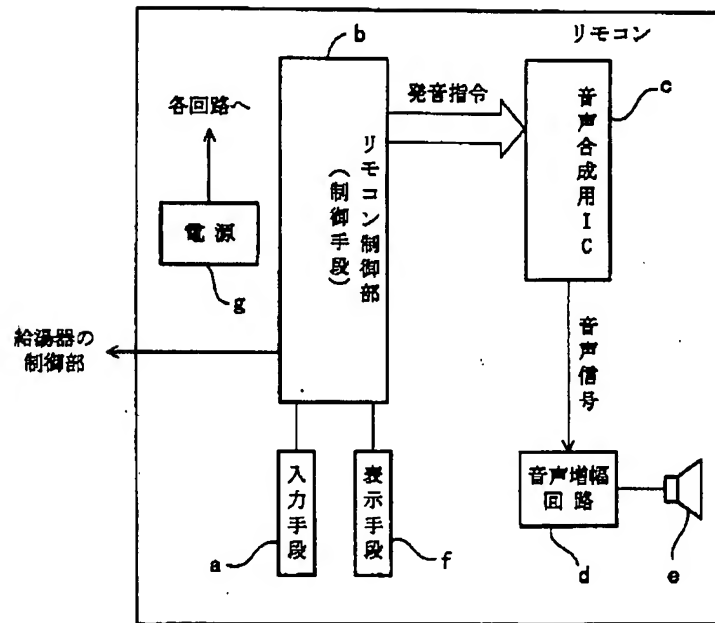 リモコン
b
発音指令
c
音声合成用IC
各回路へ
リモコン制御部
(制御手段)
電源
g
給湯器の
制御部
音声信号
入力手段
表示手段
音声増幅
回路
a
f
d
e